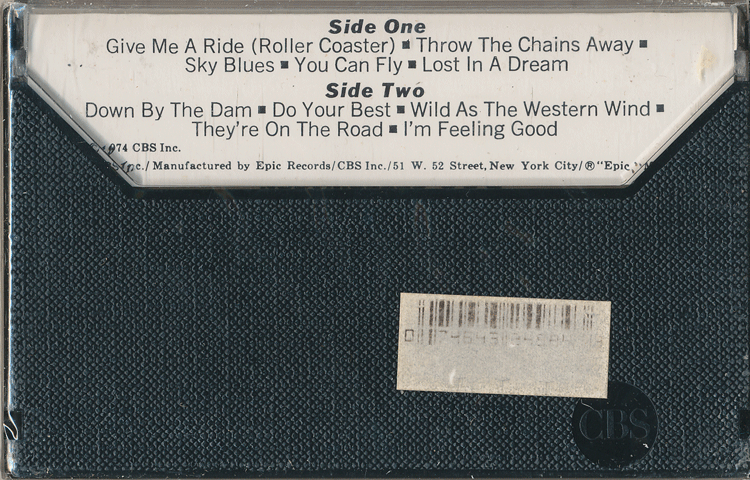 Side One
Give Me A Ride (Roller Coaster) ▪ Throw The Chains Away ▪
Sky Blues ▪ You Can Fly ▪ Lost In A Dream
Side Two
Down By The Dam ▪ Do Your Best ▪ Wild As The Western Wind ▪
They're On The Road ▪ I'm Feeling Good
974 CBS Inc.
Inc./Manufactured by Epic Records/CBS Inc./51 W. 52 Street, New York City/® "Epic,"
CBS